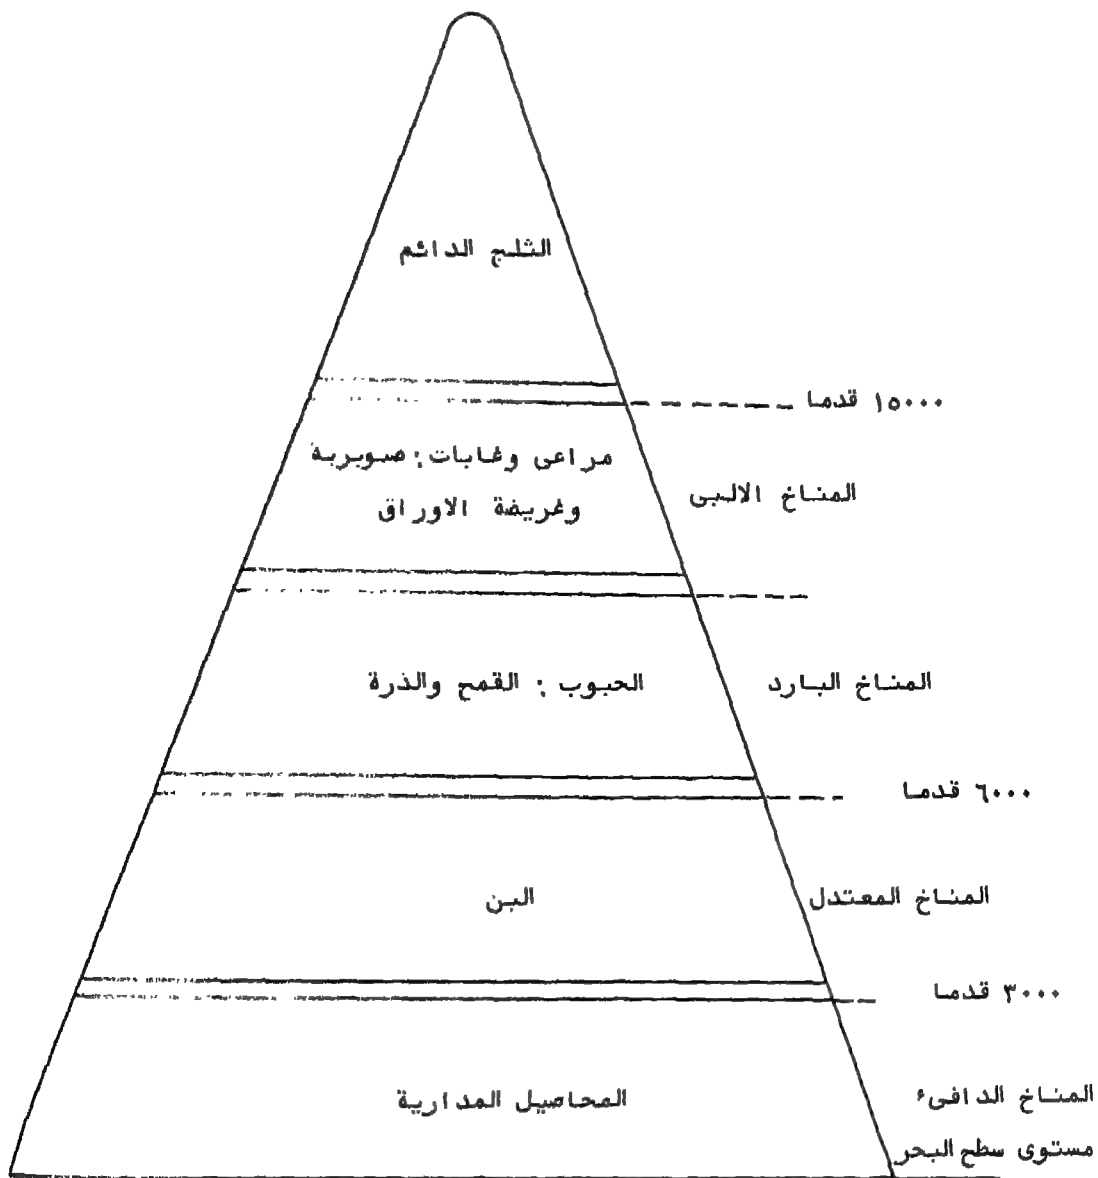 الثلج الدائم
١٥٠٠٠ قدما
مراعى وغابات : صوبرية
وغريضة الاوراق
المناخ الالبى
المناخ البارد
الحبوب : القمح والذرة
٦٠٠٠ قدما
المناخ المعتدل
البن
٣٠٠٠ قدما
المناخ الدافىء
المحاصيل المدارية
مستوى سطح البحر